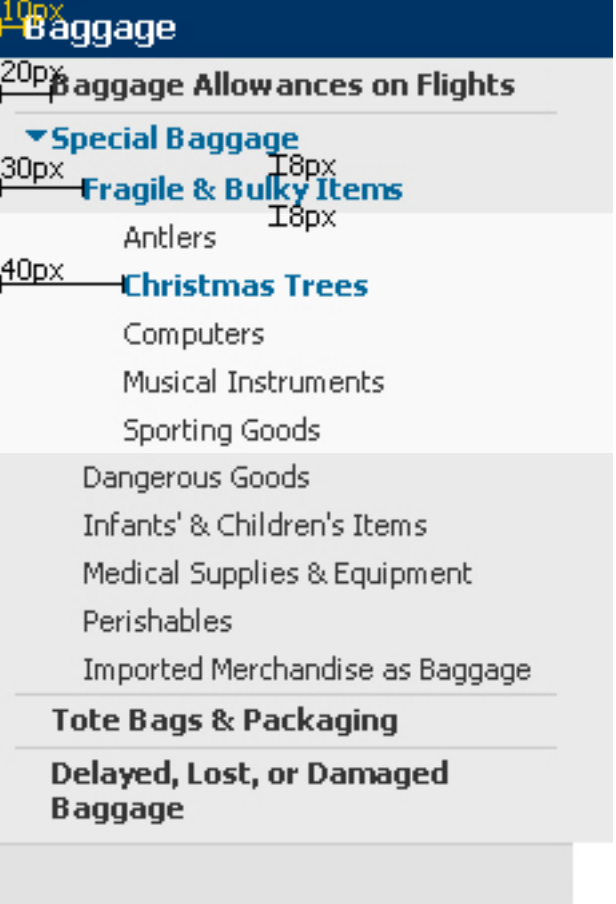 10px
Baggage
20px
Baggage Allowances on Flights
Special Baggage
30px
8px
Fragile & Bulky Items
8px
Antlers
40px
Christmas Trees
Computers
Musical Instruments
Sporting Goods
Dangerous Goods
Infants' & Children's Items
Medical Supplies & Equipment
Perishables
Imported Merchandise as Baggage
Tote Bags & Packaging
Delayed, Lost, or Damaged
Baggage